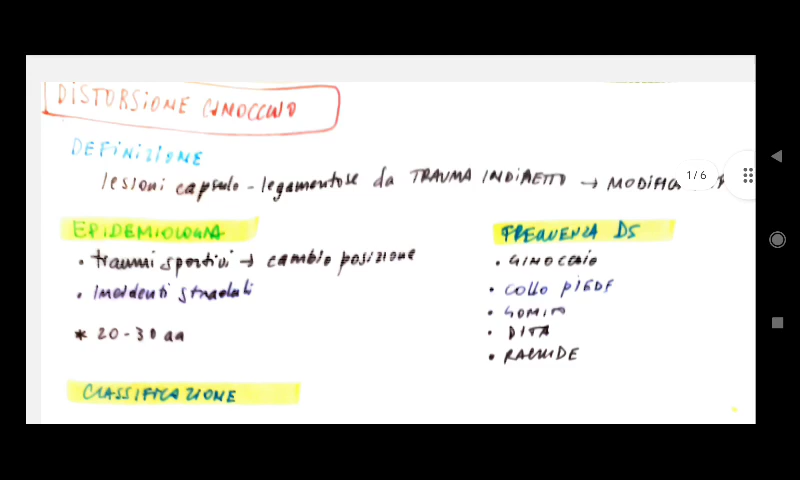 DISTORSIONE GINOCCHIO
DEFINIZIONE
lesioni capsulo-legamentose da TRAUMA INDIRETTO →
1/6
EPIDEMIOLOGIA
• traumi sportivi → cambio posizione
• incidenti stradali
* 20-30 aa
FREQUENZA DS
• GINOCCHIO
• COLLO PIEDE
• GOMITO
• DITA
• RACHIDE
CLASSIFICAZIONE